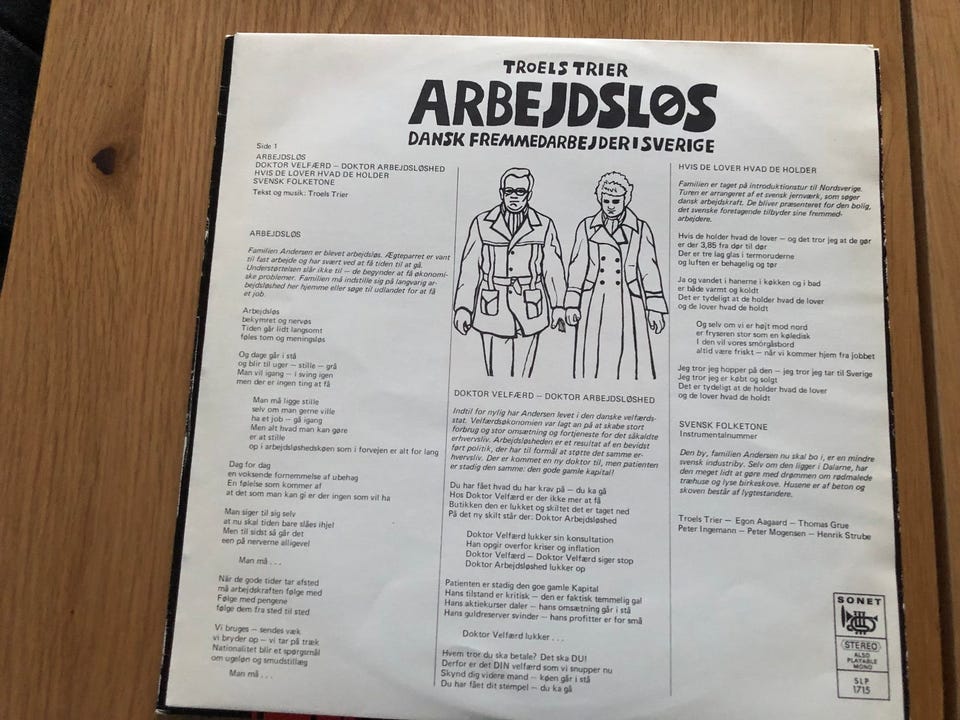 TROELS TRIER
ARBEJDSLØS
DANSK FREMMEDARBEJDER I SVERIGE
Side 1
ARBEJDSLØS
DOKTOR VELFÆRD – DOKTOR ARBEJDSLØSHED
HVIS DE LOVER HVAD DE HOLDER
SVENSK FOLKETONE
Tekst og musik: Troels Trier
ARBEJDSLØS
Familien Andersen er blevet arbejdsløs. Ægteparret er vant
til fast arbejde og har svært ved at få tiden til at gå.
Understøttelsen slår ikke til – de begynder at få økonomi-
ske problemer. Familien må indstille sig på langvarig ar-
bejdsløshed her hjemme eller søge til udlandet for at få
et job.
Arbejdsløs
bekymret og nervøs
Tiden går lidt langsomt
føles tom og meningsløs
Og dage går i stå
og blir til uger – stille – grå
Man vil igang – i sving igen
men der er ingen ting at få
Man må ligge stille
selv om man gerne ville
ha et job – gå igang
Men alt hvad man kan gøre
er at stille
op i arbejdsløshedskøen som i forvejen er alt for lang
Dag for dag
en voksende fornemmelse af ubehag
En følelse som kommer af
at det som man kan gi er der ingen som vil ha
Man siger til sig selv
at nu skal tiden bare slåes ihjel
Men til sidst så går det
een på nerverne alligevel
Man må . . .
Når de gode tider tar afsted
må arbejdskraften følge med
Følge med pengene
følge dem fra sted til sted
Vi bruges – sendes væk
vi bryder op – vi tar på træk
Nationalitet blir et spørgsmål
om ugeløn og smudstillæg
Man må . . .
DOKTOR VELFÆRD – DOKTOR ARBEJDSLØSHED
Indtil for nylig har Andersen levet i den danske velfærds-
stat. Velfærdsøkonomien var lagt an på at skabe stort
forbrug og stor omsætning og fortjeneste for det såkaldte
erhvervsliv. Arbejdsløsheden er et resultat af en bevidst
ført politik, der har til formål at støtte det samme er-
hvervsliv. Der er kommet en ny doktor til, men patienten
er stadig den samme: den gode gamle kapital!
Du har fået hvad du har krav på – du ka gå
Hos Doktor Velfærd er der ikke mer at få
Butikken den er lukket og skiltet det er taget ned
På det ny skilt står der: Doktor Arbejdsløshed
Doktor Velfærd lukker sin konsultation
Han opgir overfor kriser og inflation
Doktor Velfærd – Doktor Velfærd siger stop
Doktor Arbejdsløshed lukker op
Patienten er stadig den goe gamle Kapital
Hans tilstand er kritisk – den er faktisk temmelig gal
Hans aktiekurser daler – hans omsætning går i stå
Hans guldreserver svinder – hans profitter er for små
Doktor Velfærd lukker . . .
Hvem tror du ska betale? Det ska DU!
Derfor er det DIN velfærd som vi snupper nu
Skynd dig videre mand – køen går i stå
Du har fået dit stempel – du ka gå
HVIS DE LOVER HVAD DE HOLDER
Familien er taget på introduktionstur til Nordsverige.
Turen er arrangeret af et svensk jernværk, som søger
dansk arbejdskraft. De bliver præsenteret for den bolig,
det svenske foretagende tilbyder sine fremmed-
arbejdere.
Hvis de holder hvad de lover – og det tror jeg at de gør
er der 3,85 fra dør til dør
Der er tre lag glas i termoruderne
og luften er behagelig og tør
Ja og vandet i hanerne i køkken og i bad
er både varmt og koldt
Det er tydeligt at de holder hvad de lover
og de lover hvad de holdt
Og selv om vi er højt mod nord
er fryseren stor som en køledisk
I den vil vores smörgåsbord
altid være friskt – når vi kommer hjem fra jobbet
Jeg tror jeg hopper på den – jeg tror jeg tar til Sverige
Jeg tror jeg er købt og solgt
Det er tydeligt at de holder hvad de lover
og de lover hvad de holdt
SVENSK FOLKETONE
Instrumentalnummer
Den by, familien Andersen nu skal bo i, er en mindre
svensk industriby. Selv om den ligger i Dalarne, har
den meget lidt at gøre med drømmen om rødmalede
træhuse og lyse birkeskove. Husene er af beton og
skoven består af lygtestandere.
Troels Trier – Egon Aagaard – Thomas Grue
Peter Ingemann – Peter Mogensen – Henrik Strube
SONET
STEREO
ALSO
PLAYABLE
MONO
SLP
1715